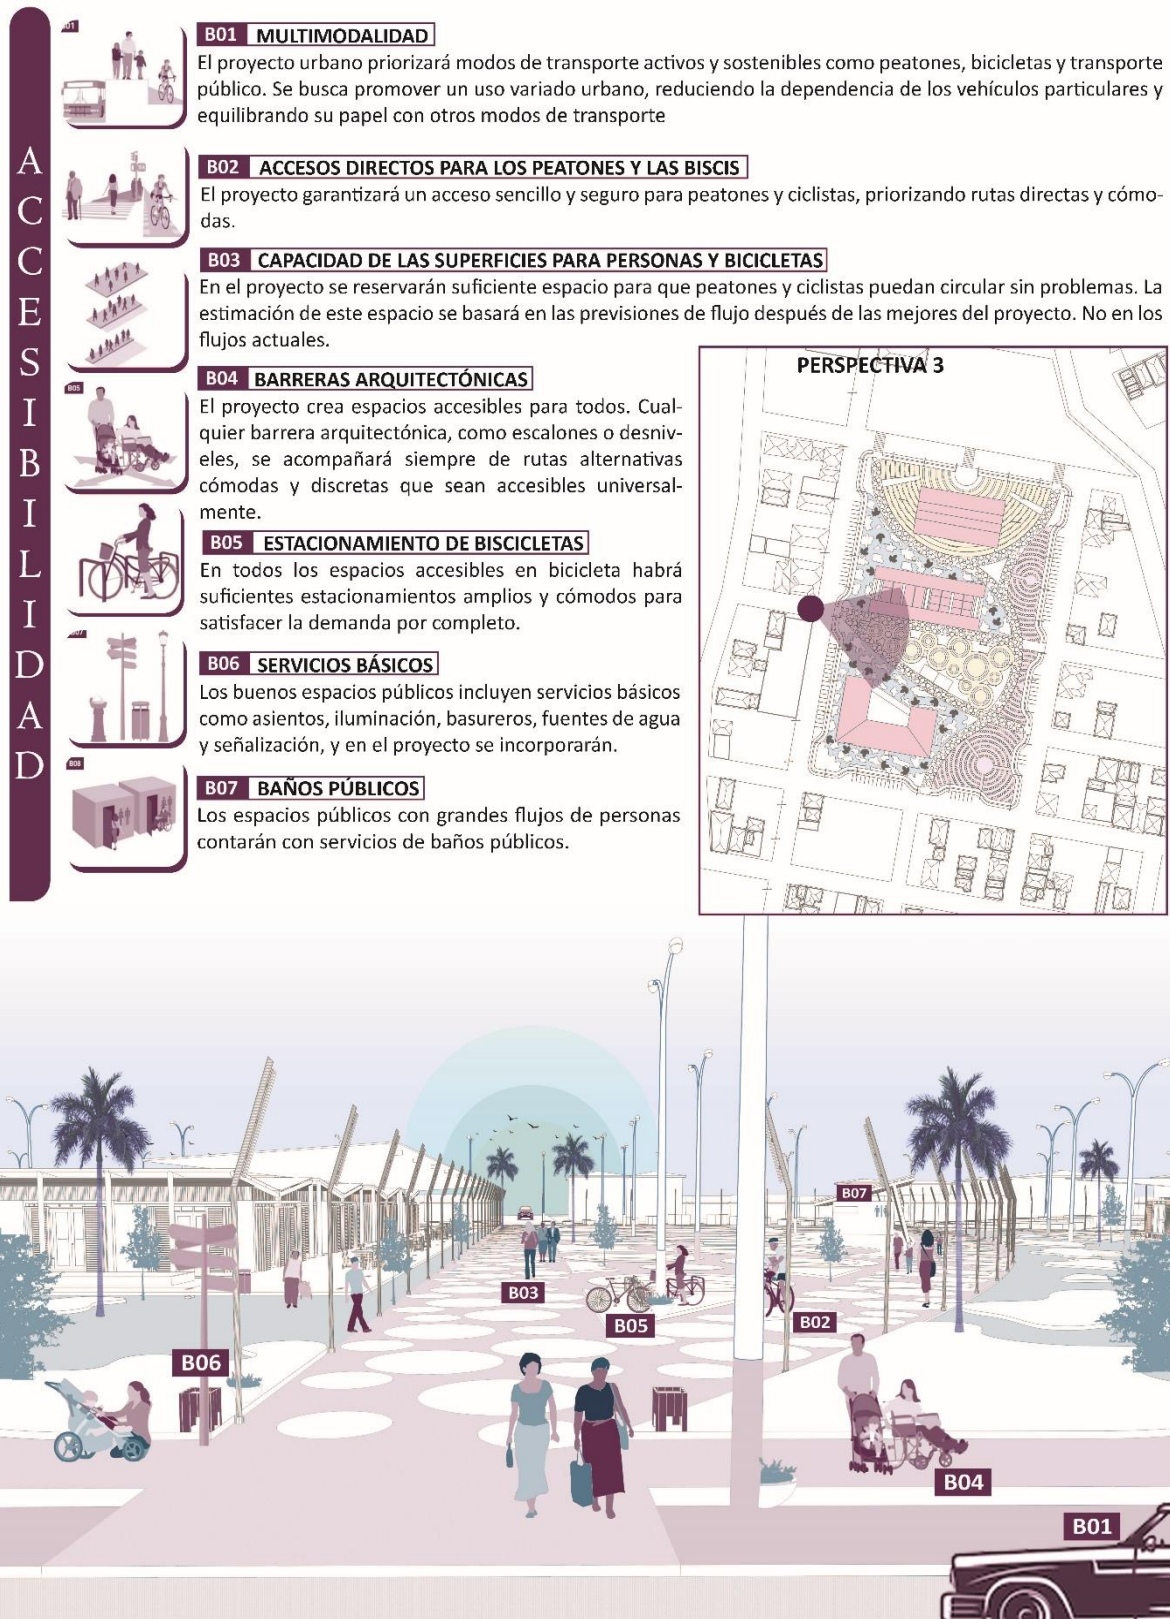 ACCESIBILIDAD
B01 MULTIMODALIDAD
El proyecto urbano priorizará modos de transporte activos y sostenibles como peatones, bicicletas y transporte
público. Se busca promover un uso variado urbano, reduciendo la dependencia de los vehículos particulares y
equilibrando su papel con otros modos de transporte
B02 ACCESOS DIRECTOS PARA LOS PEATONES Y LAS BISCIS
El proyecto garantizará un acceso sencillo y seguro para peatones y ciclistas, priorizando rutas directas y cómo-
das.
B03 CAPACIDAD DE LAS SUPERFICIES PARA PERSONAS Y BICICLETAS
En el proyecto se reservarán suficiente espacio para que peatones y ciclistas puedan circular sin problemas. La
estimación de este espacio se basará en las previsiones de flujo después de las mejores del proyecto. No en los
flujos actuales.
B05
B04 BARRERAS ARQUITECTÓNICAS
El proyecto crea espacios accesibles para todos. Cual-
quier barrera arquitectónica, como escalones o desniv-
eles, se acompañará siempre de rutas alternativas
cómodas y discretas que sean accesibles universal-
mente.
B05 ESTACIONAMIENTO DE BISCICLETAS
En todos los espacios accesibles en bicicleta habrá
suficientes estacionamientos amplios y cómodos para
satisfacer la demanda por completo.
B06 SERVICIOS BÁSICOS
Los buenos espacios públicos incluyen servicios básicos
como asientos, iluminación, basureros, fuentes de agua
y señalización, y en el proyecto se incorporarán.
B08
B07 BAÑOS PÚBLICOS
Los espacios públicos con grandes flujos de personas
contarán con servicios de baños públicos.
PERSPECTIVA 3
B07
B03
B05
B02
B06
B04
B01